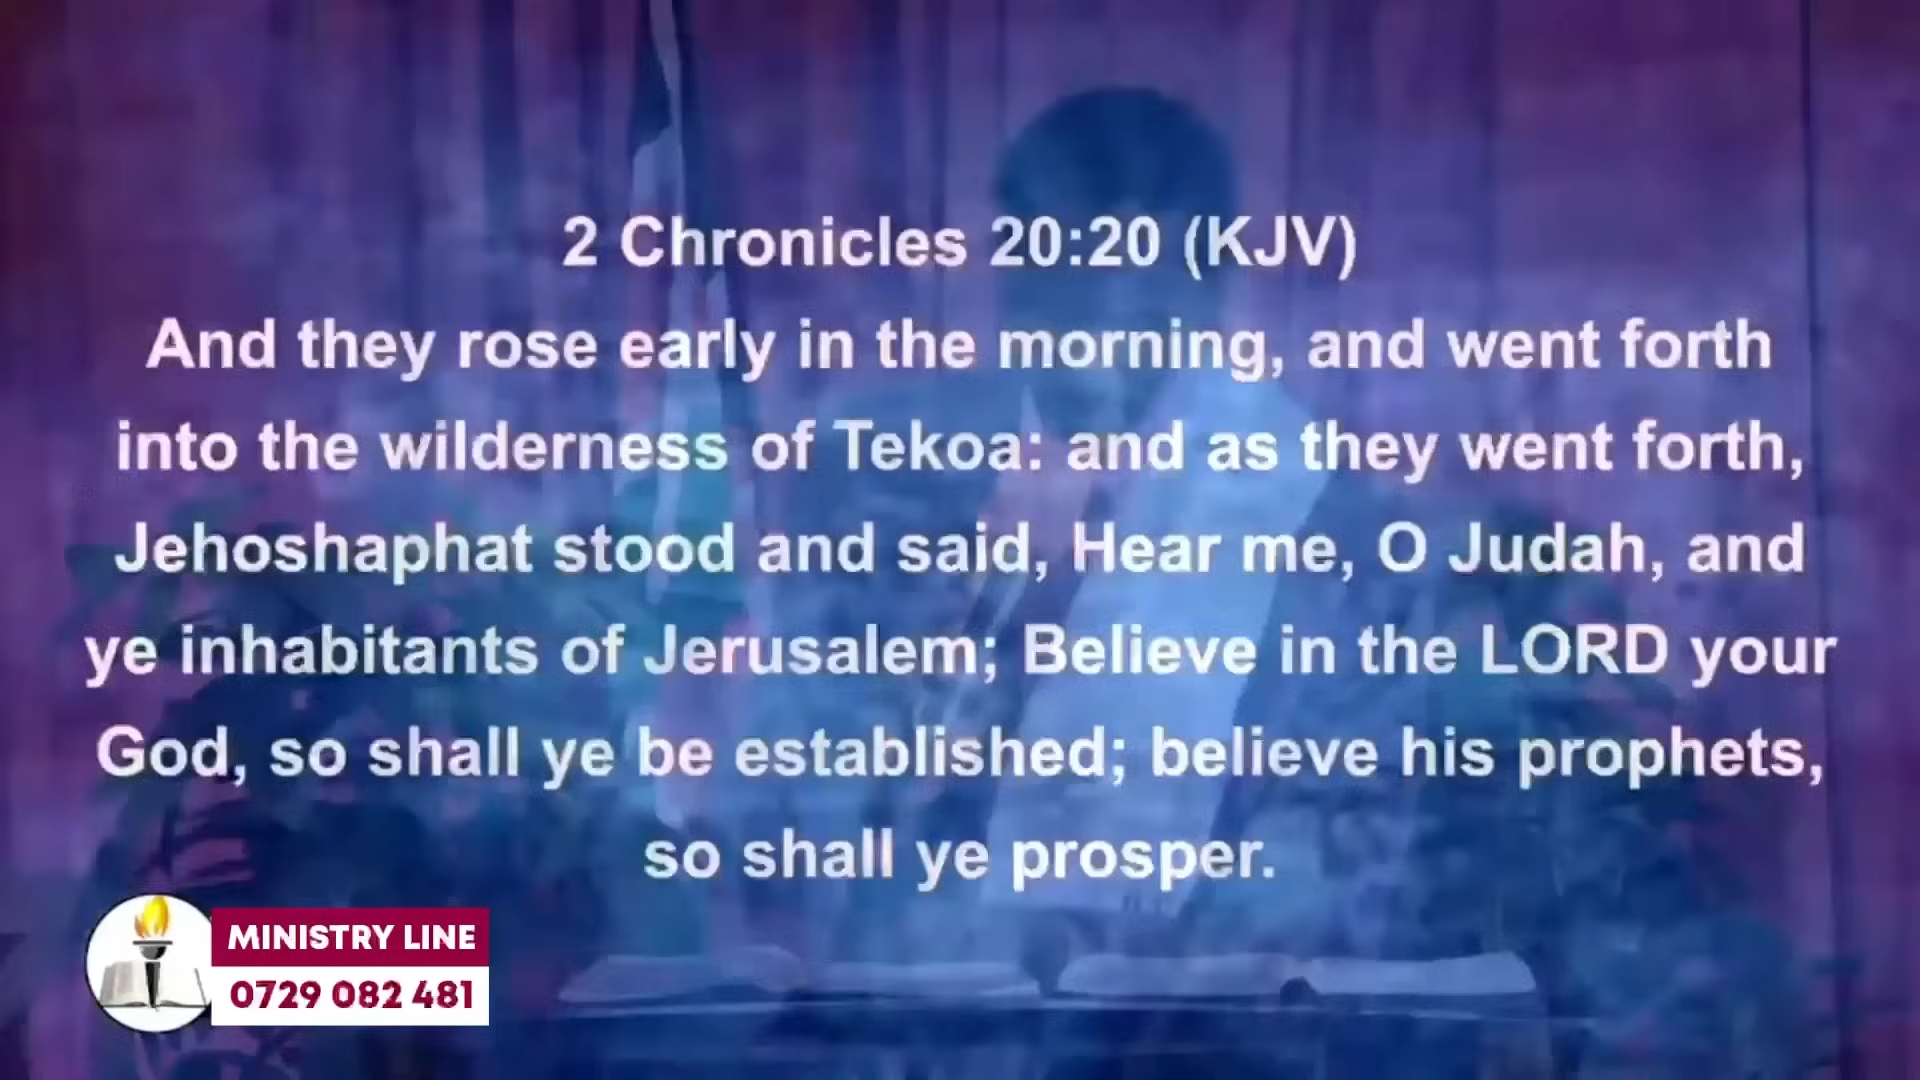 2 Chronicles 20:20 (KJV)
And they rose early in the morning, and went forth
into the wilderness of Tekoa: and as they went forth,
Jehoshaphat stood and said, Hear me, O Judah, and
ye inhabitants of Jerusalem; Believe in the LORD your
God, so shall ye be established; believe his prophets,
so shall ye prosper.
MINISTRY LINE
0729 082 481